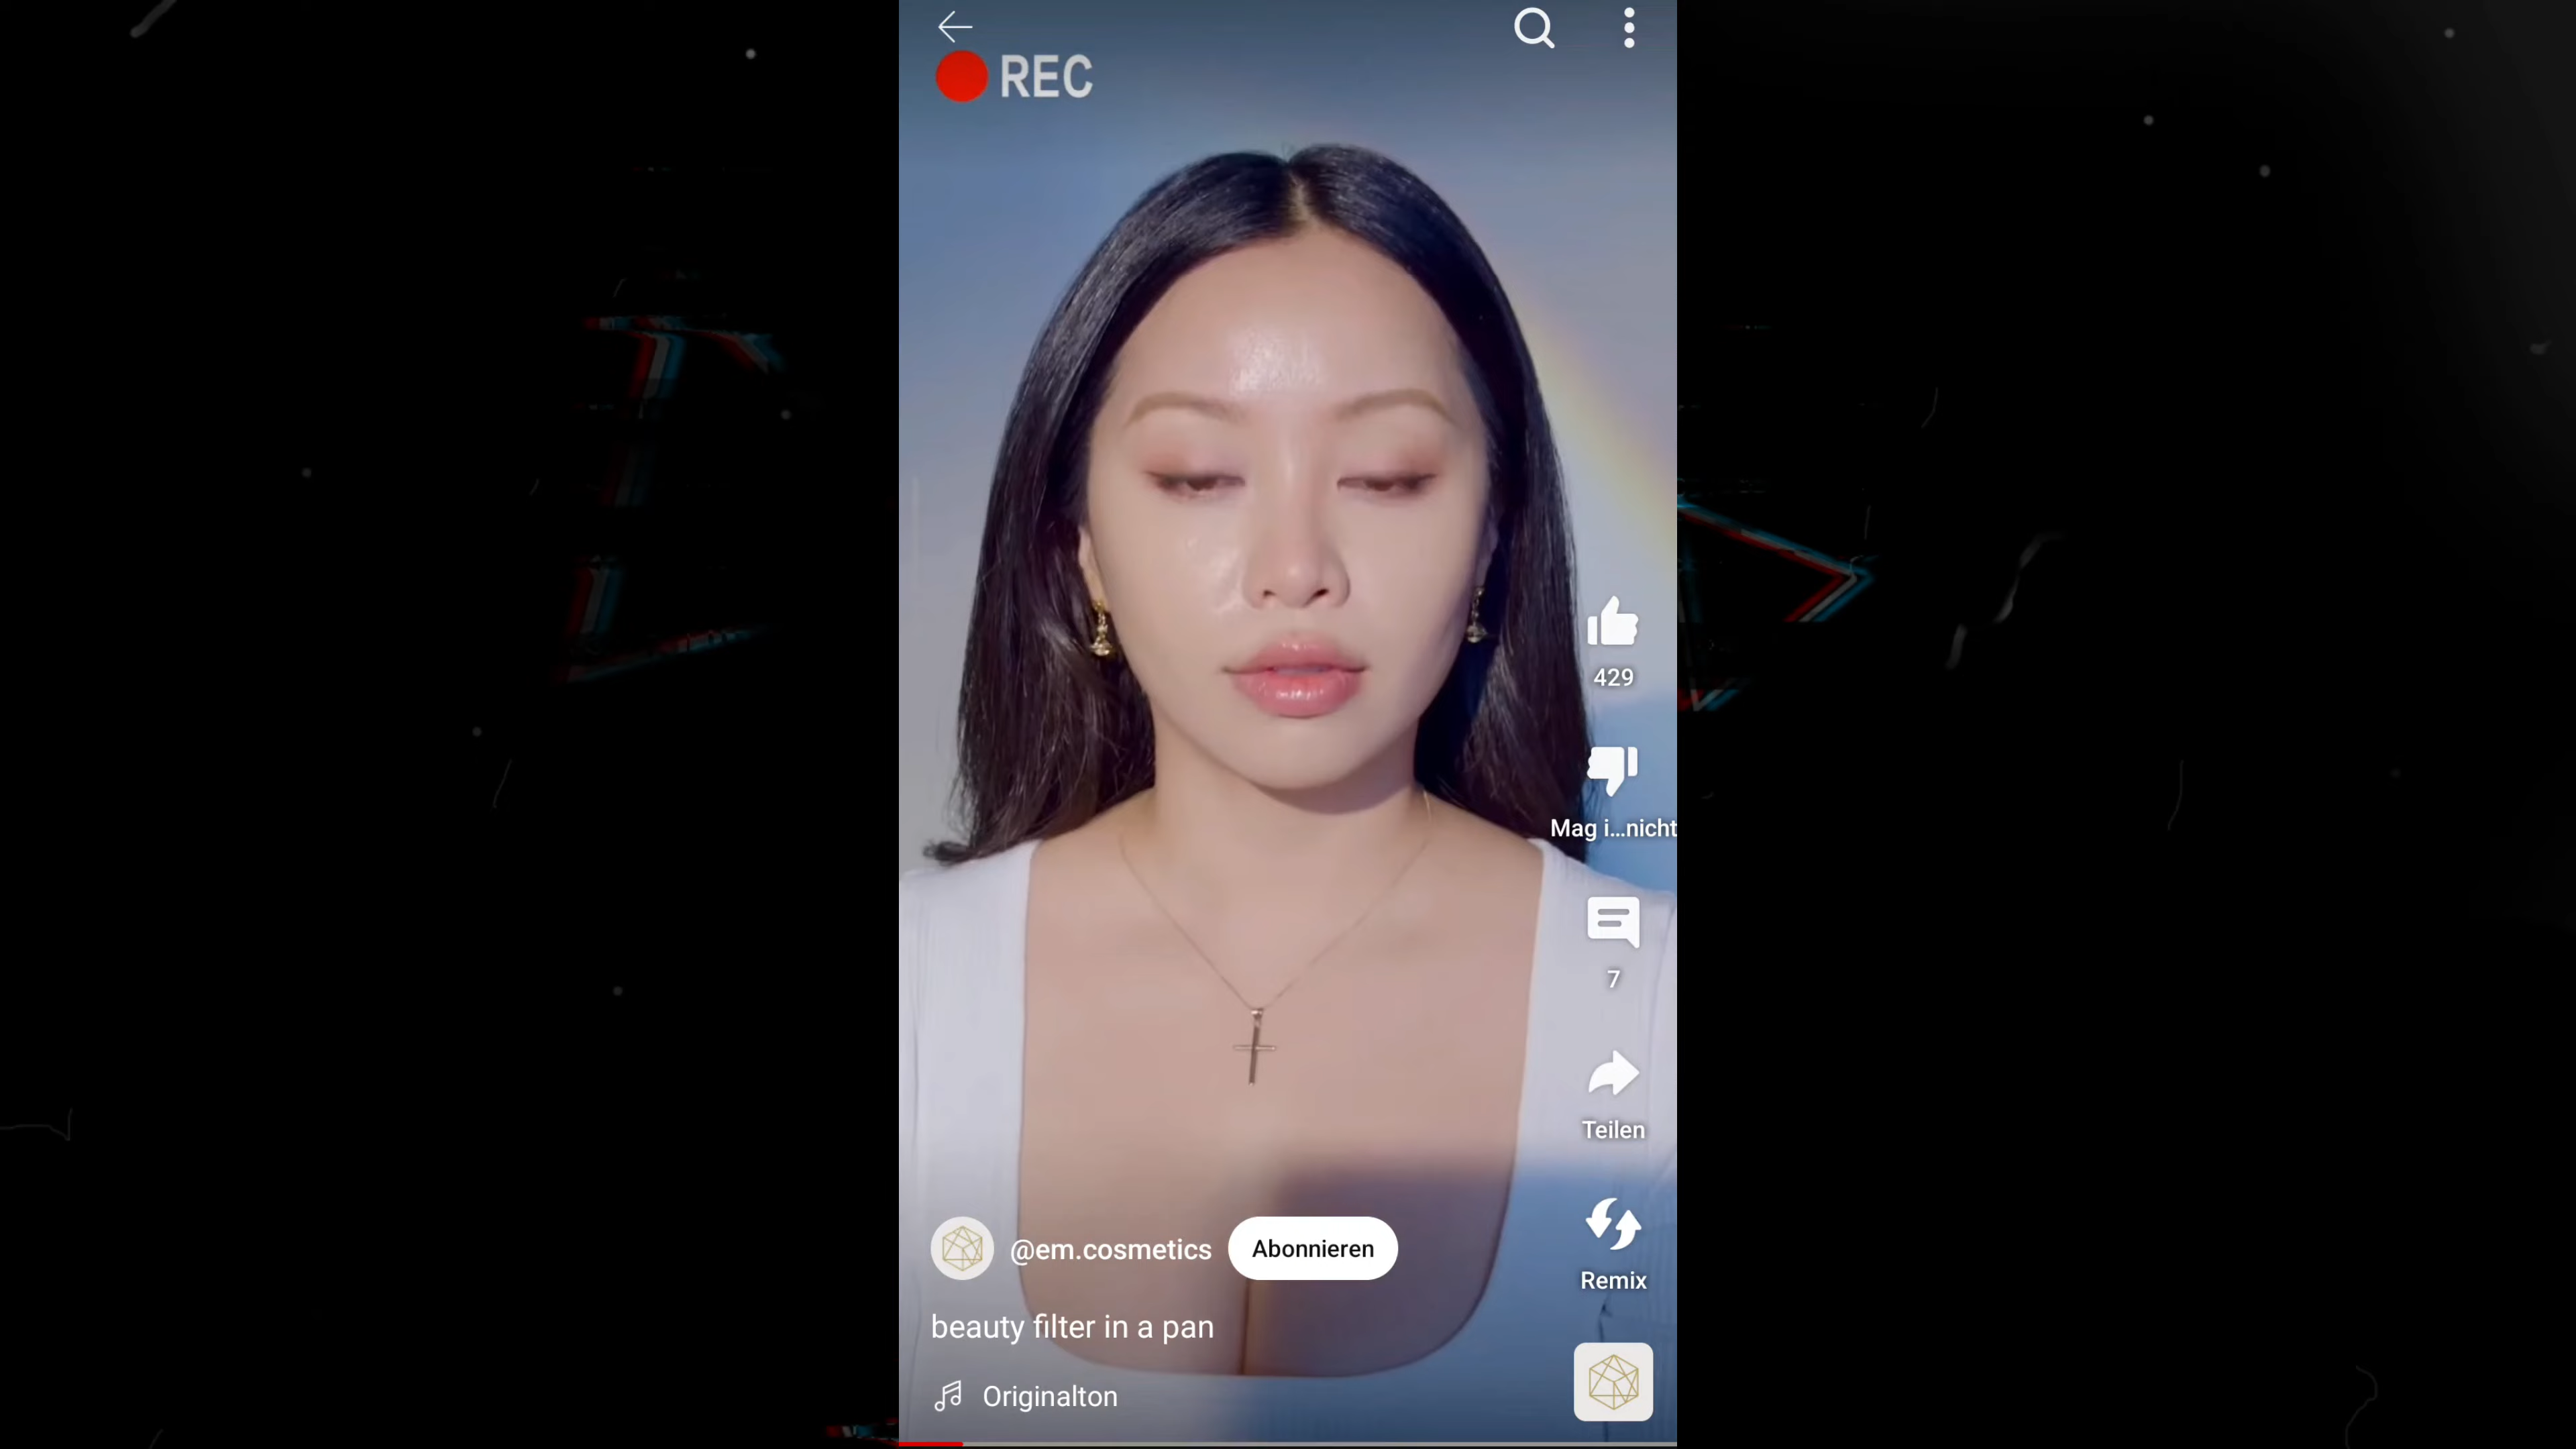 REC
429
Mag i...nicht
7
Teilen
Remix
@em.cosmetics
Abonnieren
beauty filter in a pan
Originalton